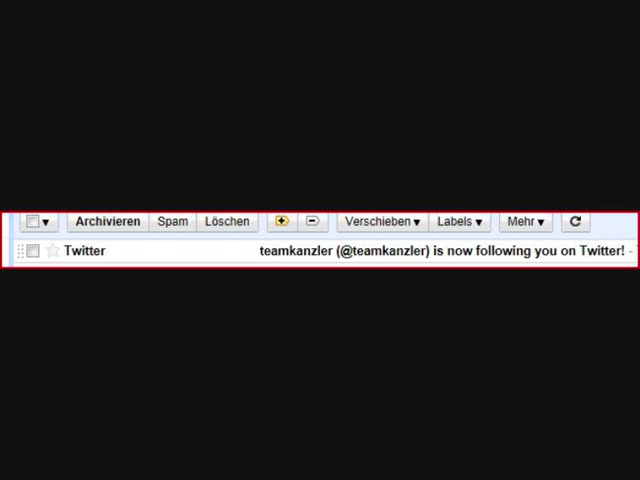 Archivieren Spam Löschen Verschieben Labels Mehr
Twitter teamkanzler (@teamkanzler) is now following you on Twitter! -